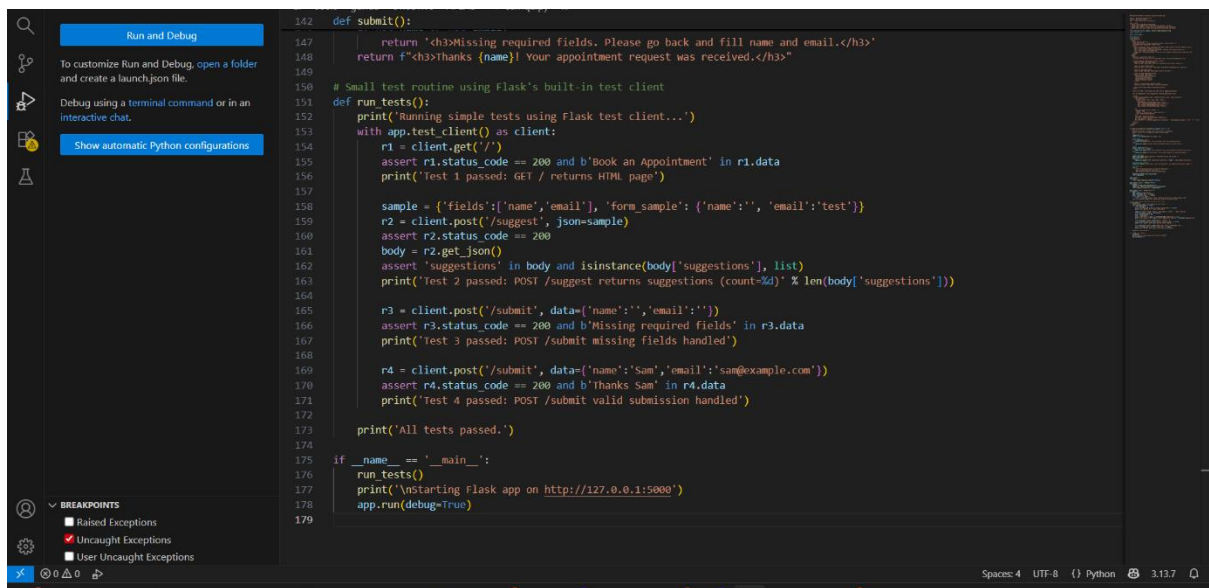 Run and Debug
To customize Run and Debug, open a folder
and create a launch.json file.
Debug using a terminal command or in an
interactive chat.
Show automatic Python configurations
BREAKPOINTS
Raised Exceptions
Uncaught Exceptions
User Uncaught Exceptions
142 def submit():
147 return '<h3>Missing required fields. Please go back and fill name and email.</h3>'
148 return f"<h3>Thanks {name}! Your appointment request was received.</h3>"
149
150 # Small test routine using Flask's built-in test client
151 def run_tests():
152 print('Running simple tests using Flask test client...')
153 with app.test_client() as client:
154 r1 = client.get('/')
155 assert r1.status_code == 200 and b'Book an Appointment' in r1.data
156 print('Test 1 passed: GET / returns HTML page')
157
158 sample = {'fields':['name','email'], 'form_sample': {'name':'', 'email':'test'}}
159 r2 = client.post('/suggest', json=sample)
160 assert r2.status_code == 200
161 body = r2.get_json()
162 assert 'suggestions' in body and isinstance(body['suggestions'], list)
163 print('Test 2 passed: POST /suggest returns suggestions (count=%d)' % len(body['suggestions']))
164
165 r3 = client.post('/submit', data={'name':'','email':''})
166 assert r3.status_code == 200 and b'Missing required fields' in r3.data
167 print('Test 3 passed: POST /submit missing fields handled')
168
169 r4 = client.post('/submit', data={'name':'Sam','email':'sam@example.com'})
170 assert r4.status_code == 200 and b'Thanks Sam' in r4.data
171 print('Test 4 passed: POST /submit valid submission handled')
172
173 print('All tests passed.')
174
175 if __name__ == '__main__':
176 run_tests()
177 print('\nStarting Flask app on http://127.0.0.1:5000')
178 app.run(debug=True)
179
0 0 Spaces: 4 UTF-8 {} Python 3.13.7